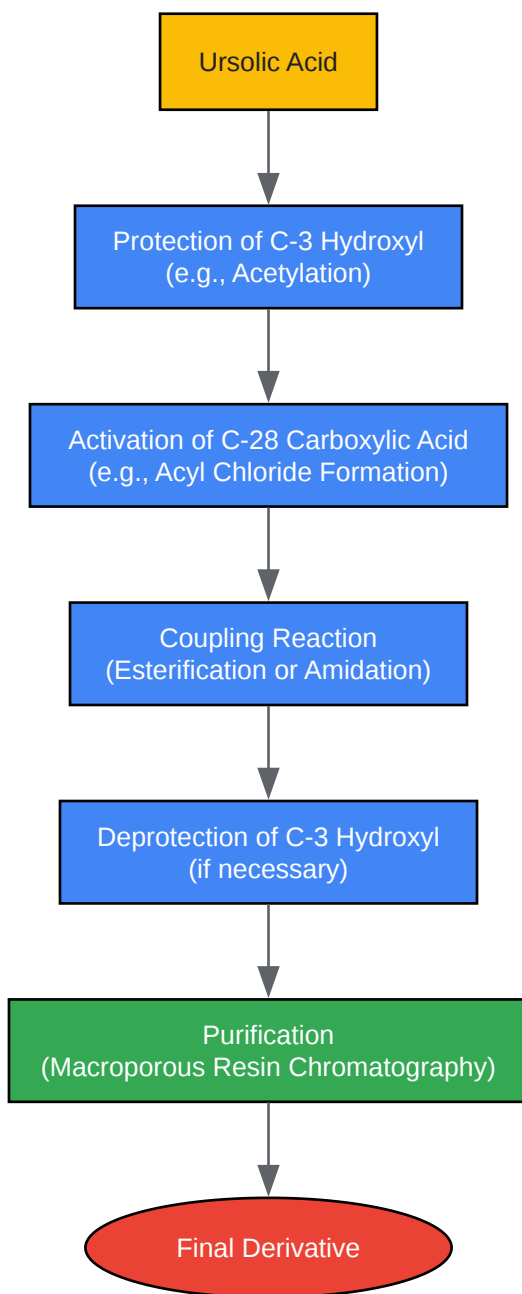 Ursolic Acid
Protection of C-3 Hydroxyl
(e.g., Acetylation)
Activation of C-28 Carboxylic Acid
(e.g., Acyl Chloride Formation)
Coupling Reaction
(Esterification or Amidation)
Deprotection of C-3 Hydroxyl
(if necessary)
Purification
(Macroporous Resin Chromatography)
Final Derivative